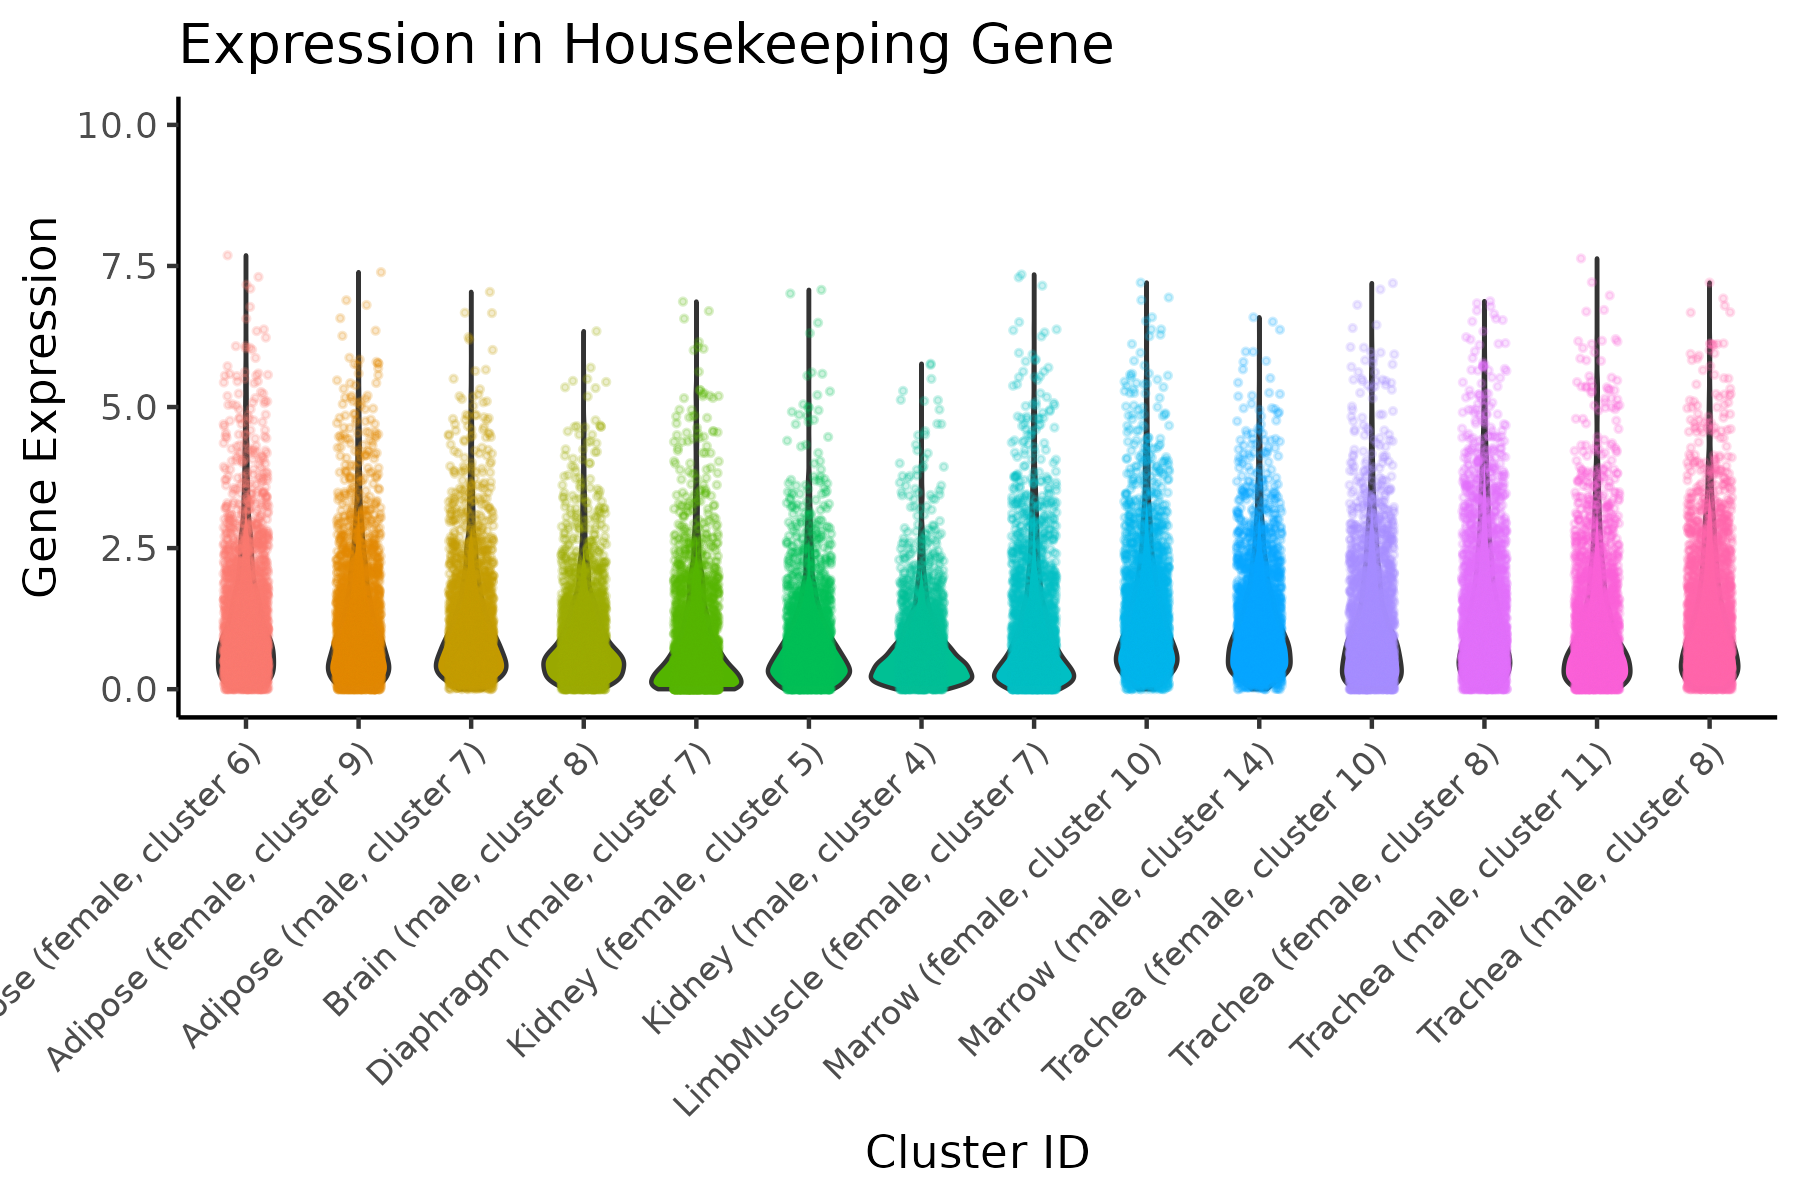 Expression in Housekeeping Gene
Gene Expression
10.0
7.5
5.0
2.5
0.0
(female, cluster 6)
Adipose (female, cluster 9)
Adipose (male, cluster 7)
Brain (male, cluster 8)
Diaphragm (male, cluster 7)
Kidney (female, cluster 5)
Kidney (male, cluster 4)
LimbMuscle (female, cluster 7)
Marrow (female, cluster 10)
Marrow (male, cluster 14)
Trachea (female, cluster 10)
Trachea (female, cluster 8)
Trachea (male, cluster 11)
Trachea (male, cluster 8)
Cluster ID